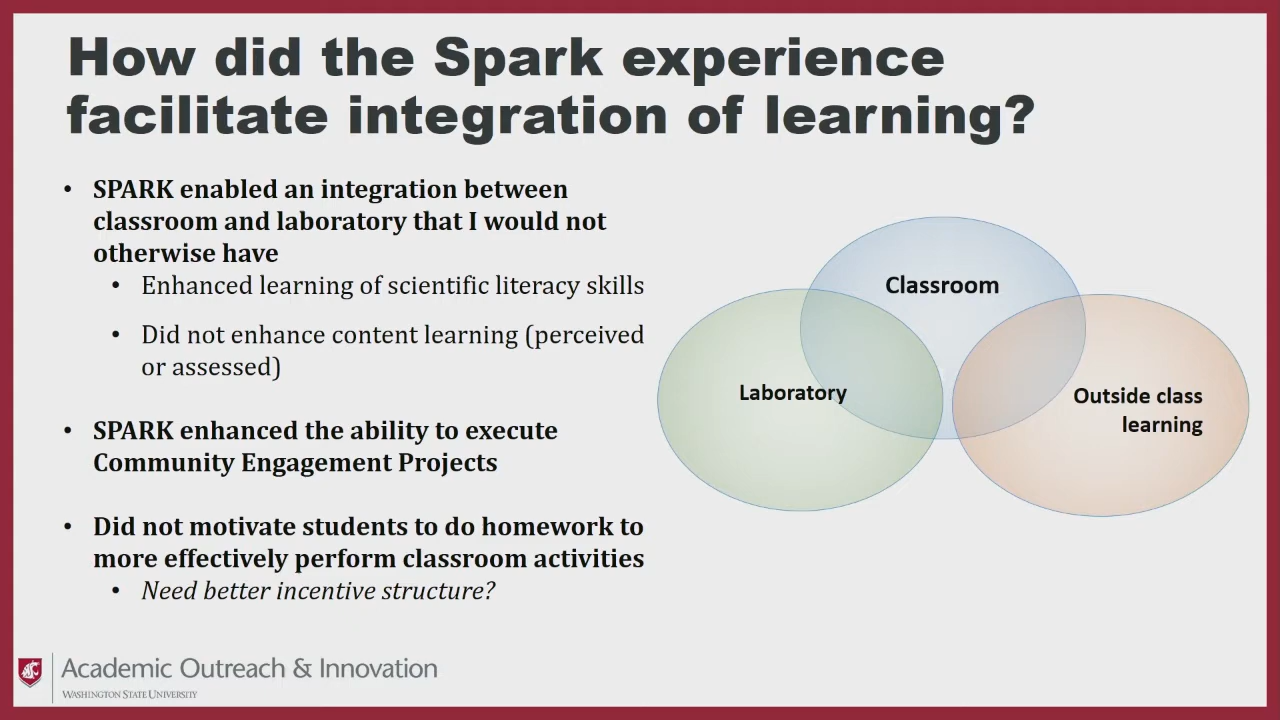 How did the Spark experience
facilitate integration of learning?
• SPARK enabled an integration between
classroom and laboratory that I would not
otherwise have
• Enhanced learning of scientific literacy skills
• Did not enhance content learning (perceived
or assessed)
• SPARK enhanced the ability to execute
Community Engagement Projects
• Did not motivate students to do homework to
more effectively perform classroom activities
• Need better incentive structure?
Classroom
Laboratory
Outside class
learning
Academic Outreach & Innovation
WASHINGTON STATE UNIVERSITY